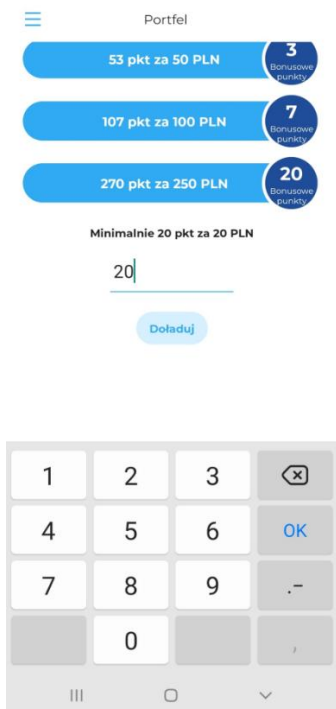 Portfel
53 pkt za 50 PLN
3
Bonusowe
punkty
107 pkt za 100 PLN
7
Bonusowe
punkty
270 pkt za 250 PLN
20
Bonusowe
punkty
Minimalnie 20 pkt za 20 PLN
20
Doładuj
1 2 3
4 5 6 OK
7 8 9 .-
0 ,